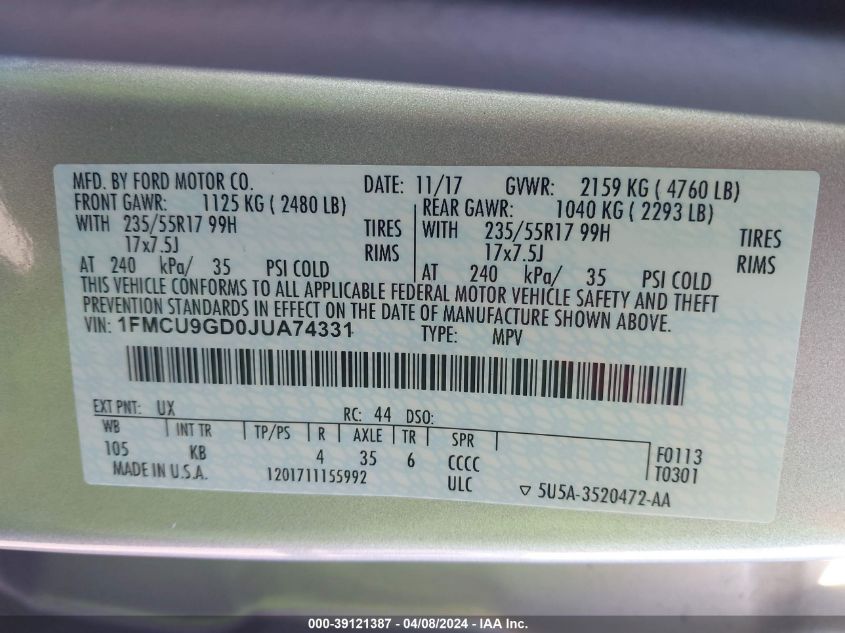 MFD. BY FORD MOTOR CO. DATE: 11/17 GVWR: 2159 KG ( 4760 LB)
FRONT GAWR: 1125 KG ( 2480 LB) REAR GAWR: 1040 KG ( 2293 LB)
WITH 235/55R17 99H TIRES WITH 235/55R17 99H TIRES
17x7.5J RIMS 17x7.5J RIMS
AT 240 kPa/ 35 PSI COLD AT 240 kPa/ 35 PSI COLD
THIS VEHICLE CONFORMS TO ALL APPLICABLE FEDERAL MOTOR VEHICLE SAFETY AND THEFT
PREVENTION STANDARDS IN EFFECT ON THE DATE OF MANUFACTURE SHOWN ABOVE.
VIN: 1FMCU9GD0JUA74331 TYPE: MPV
EXT PNT: UX RC: 44 DSO:
WB INT TR TP/PS R AXLE TR SPR
105 KB 4 35 6 CCCC F0113
MADE IN U.S.A. 1201711155992 ULC T0301
▽ 5U5A-3520472-AA
000-39121387 - 04/08/2024 - IAA Inc.